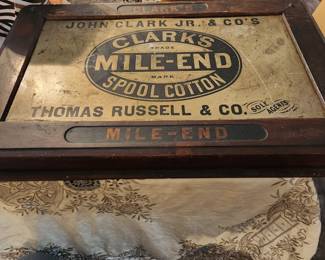 JOHN CLARK JR. & CO'S
CLARK'S
TRADE
MILE-END
MARK
SPOOL COTTON
THOMAS RUSSELL & CO.
SOLE AGENTS
MILE-END